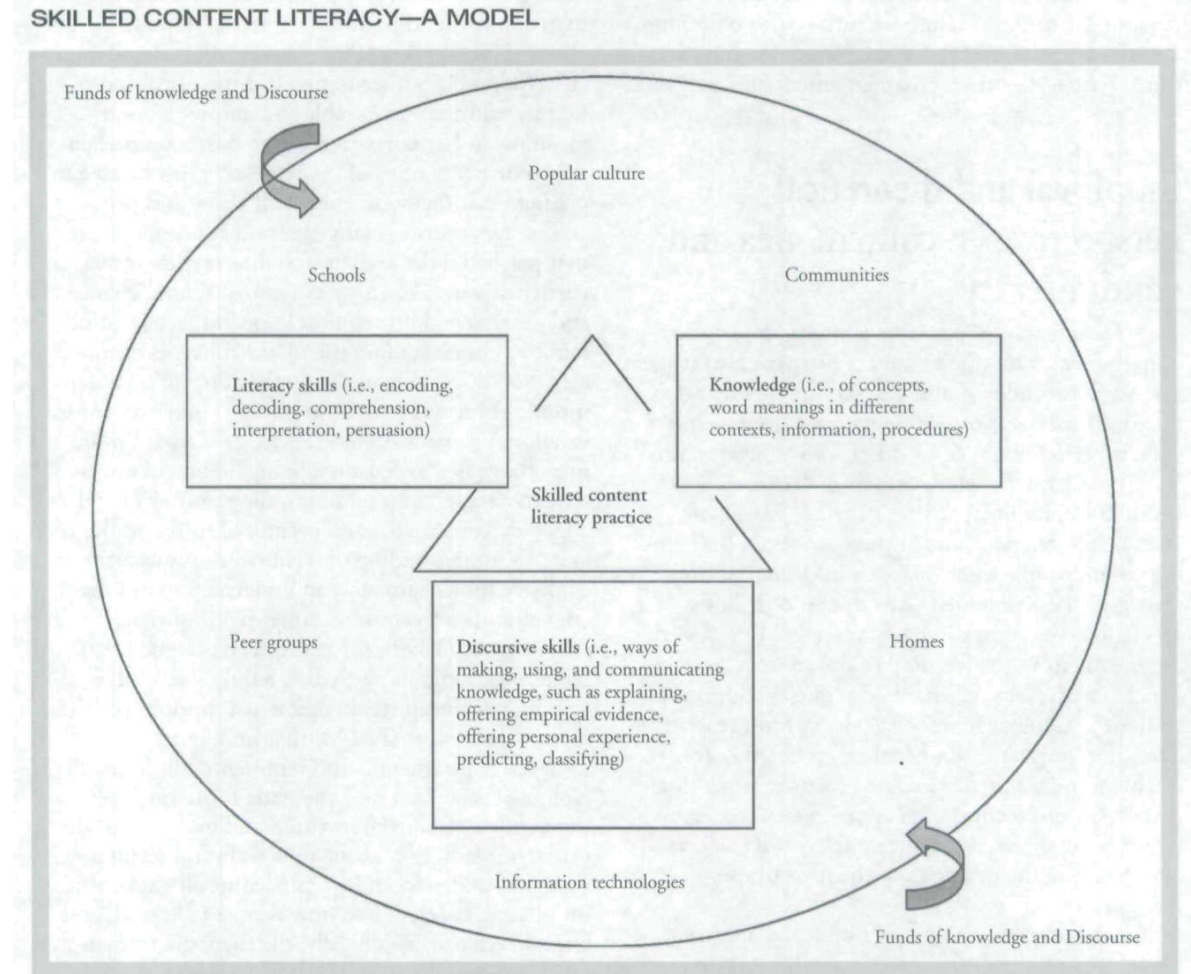 SKILLED CONTENT LITERACY—A MODEL
Funds of knowledge and Discourse
Popular culture
Schools
Communities
Literacy skills (i.e., encoding,
decoding, comprehension,
interpretation, persuasion)
Knowledge (i.e., of concepts,
word meanings in different
contexts, information, procedures)
Skilled content
literacy practice
Peer groups
Discursive skills (i.e., ways of
making, using, and communicating
knowledge, such as explaining,
offering empirical evidence,
offering personal experience,
predicting, classifying)
Homes
Information technologies
Funds of knowledge and Discourse